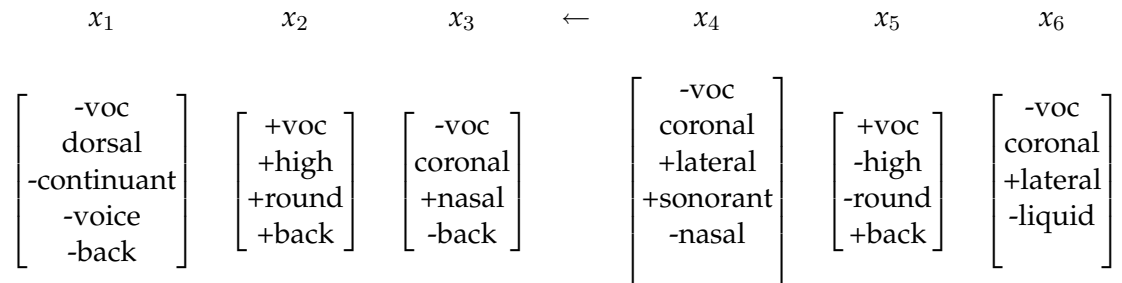 x₁ x₂ x₃ ← x₄ x₅ x₆
-voc
dorsal
-continuant
-voice
-back
+voc
+high
+round
+back
-voc
coronal
+nasal
-back
-voc
coronal
+lateral
+sonorant
-nasal
+voc
-high
-round
+back
-voc
coronal
+lateral
-liquid